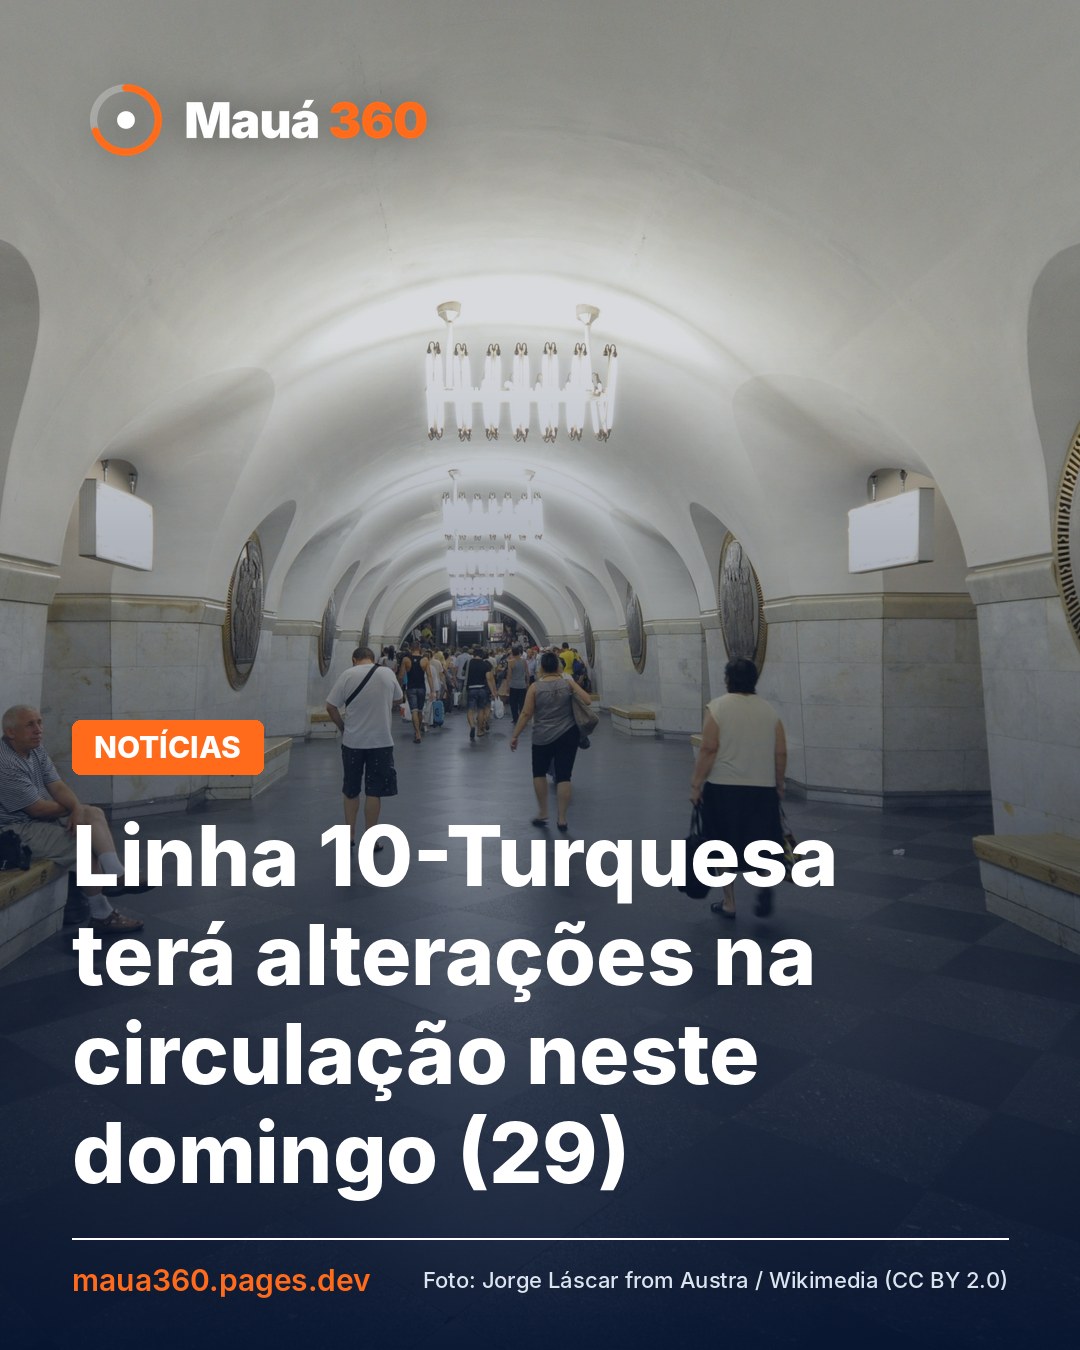 Mauá 360
NOTÍCIAS
Linha 10-Turquesa
terá alterações na
circulação neste
domingo (29)
maua360.pages.dev
Foto: Jorge Láscar from Austra / Wikimedia (CC BY 2.0)